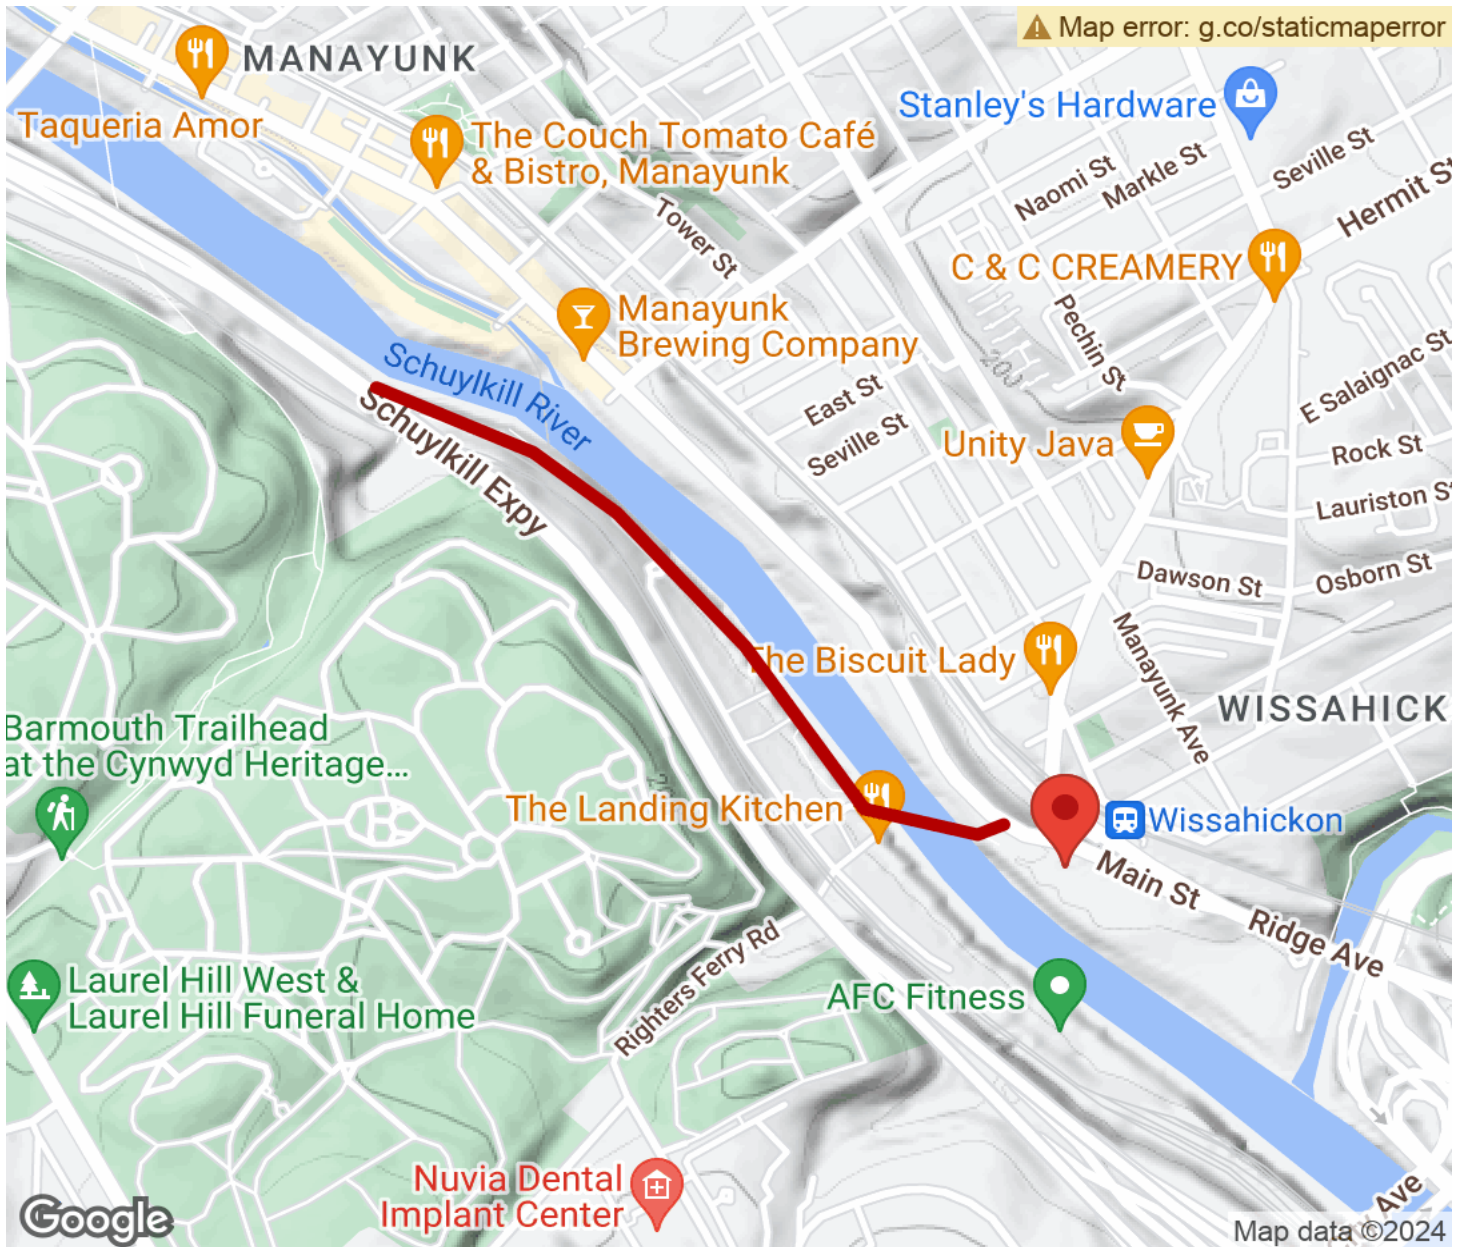 Map error: g.co/staticmaperror
MANAYUNK
Taqueria Amor
The Couch Tomato Café
& Bistro, Manayunk
Stanley's Hardware
Seville St
Naomi St
Markle St
Hermit St
Tower St
C & C CREAMERY
Pechin St
Manayunk
Brewing Company
200
E Salaignac St
Schuylkill River
Schuylkill Expy
East St
Seville St
Unity Java
Rock St
Lauriston St
Dawson St
Osborn St
The Biscuit Lady
Manayunk Ave
WISSAHICK
Barmouth Trailhead
at the Cynwyd Heritage...
The Landing Kitchen
Wissahickon
Main St
Ridge Ave
Righters Ferry Rd
AFC Fitness
Laurel Hill West &
Laurel Hill Funeral Home
Nuvia Dental
Implant Center
Ave
Google
Map data ©2024